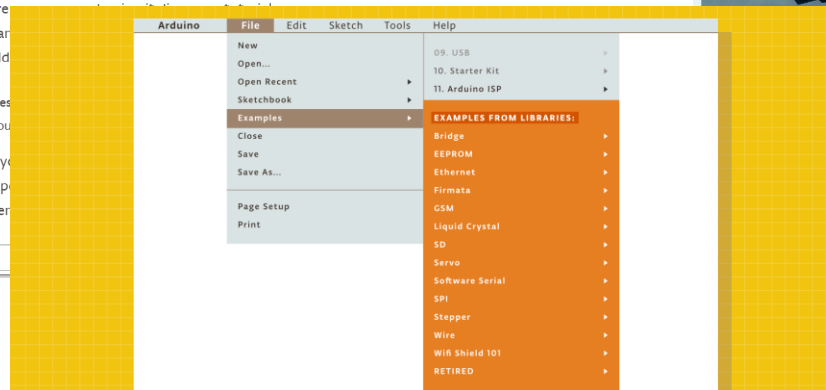 Arduino File Edit Sketch Tools Help
New
Open...
Open Recent
Sketchbook
Examples
Close
Save
Save As...
Page Setup
Print
09. USB
10. Starter Kit
11. Arduino ISP
EXAMPLES FROM LIBRARIES:
Bridge
EEPROM
Ethernet
Firmata
GSM
Liquid Crystal
SD
Servo
Software Serial
SPI
Stepper
Wire
Wifi Shield 101
RETIRED